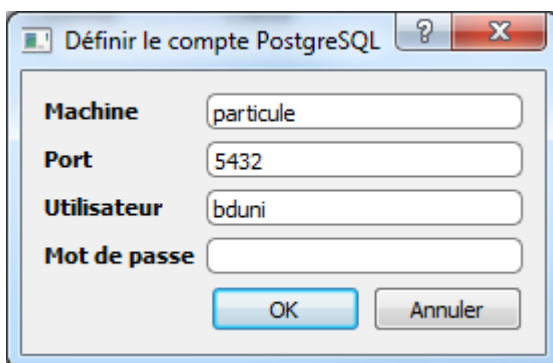 Définir le compte PostgreSQL
Machine particule
Port 5432
Utilisateur bduni
Mot de passe
OK Annuler